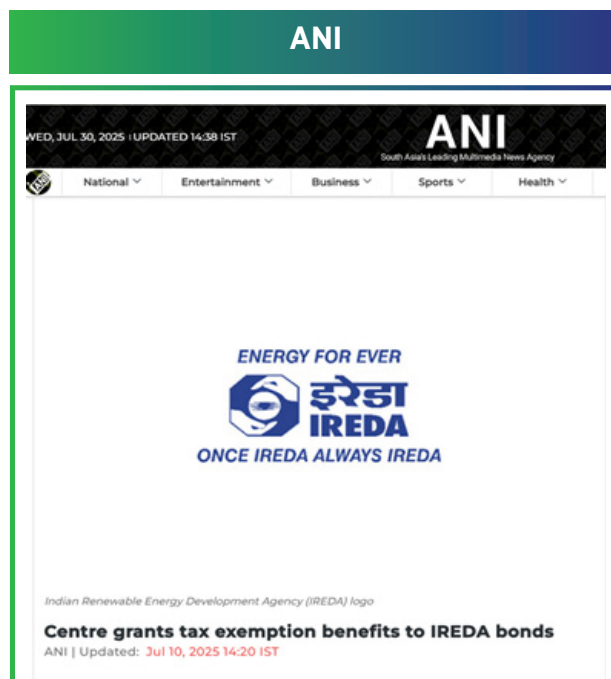 ANI
WED, JUL 30, 2025 | UPDATED 14:38 IST
ANI
South Asia's Leading Multimedia News Agency
ANI
National
Entertainment
Business
Sports
Health
ENERGY FOR EVER
इरेडा
IREDA
ONCE IREDA ALWAYS IREDA
Indian Renewable Energy Development Agency (IREDA) logo
Centre grants tax exemption benefits to IREDA bonds
ANI | Updated: Jul 10, 2025 14:20 IST